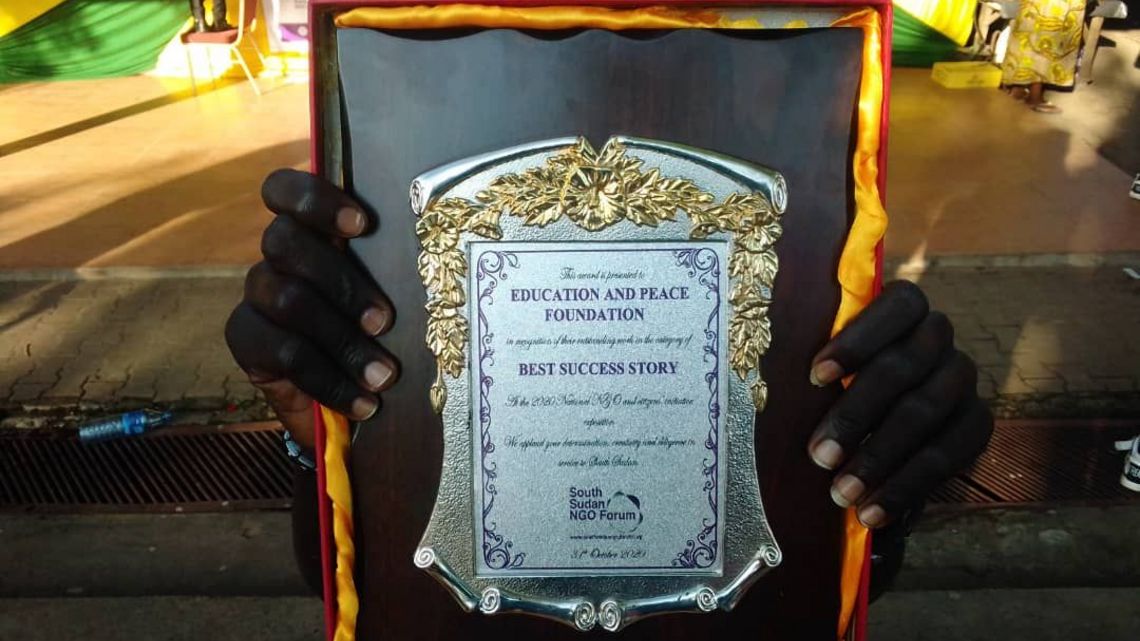 This award is presented to
EDUCATION AND PEACE
FOUNDATION
in recognition of their outstanding work in the category of
BEST SUCCESS STORY
At the 2020 National NGO and citizens' initiative
exposition
We applaud your determination, creativity and diligence in
service to South Sudan
South
Sudan
NGO Forum
31st October 2020